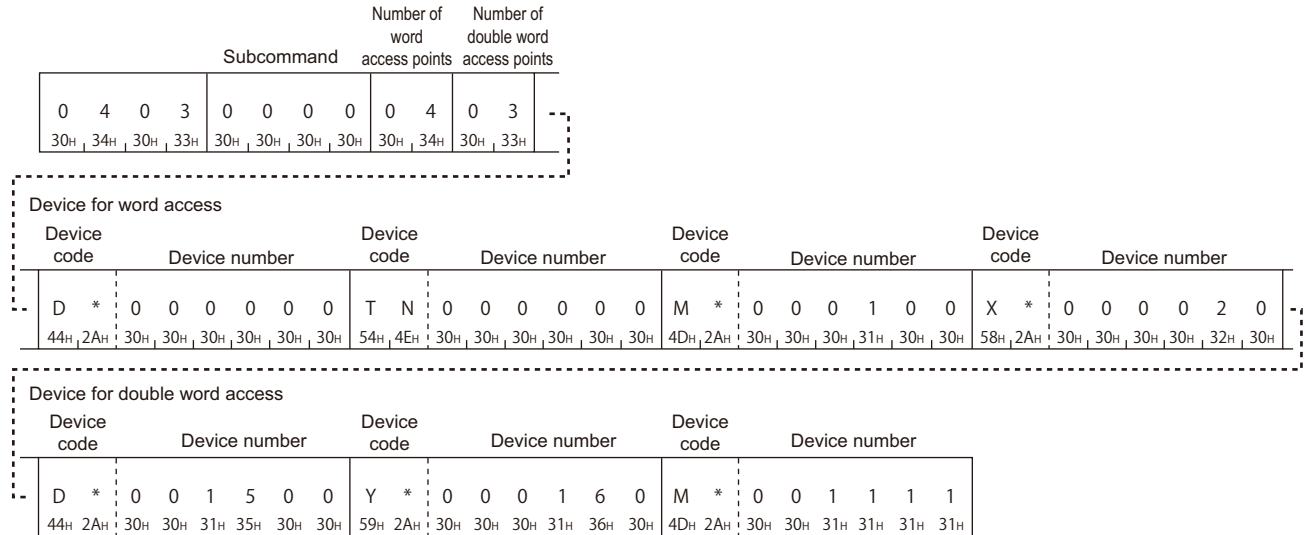 Number of word access points Number of double word access points
Subcommand
0 4 0 3 0 0 0 0 0 4 0 3
30H 34H 30H 33H 30H 30H 30H 30H 30H 34H 30H 33H
Device for word access
Device code Device number Device code Device number Device code Device number Device code Device number
D * 0 0 0 0 0 0 T N 0 0 0 0 0 0 M * 0 0 0 1 0 0 X * 0 0 0 0 2 0
44H 2AH 30H 30H 30H 30H 30H 30H 54H 4EH 30H 30H 30H 30H 30H 30H 4DH 2AH 30H 30H 30H 31H 30H 30H 58H 2AH 30H 30H 30H 30H 32H 30H
Device for double word access
Device code Device number Device code Device number Device code Device number
D * 0 0 1 5 0 0 Y * 0 0 0 1 6 0 M * 0 0 1 1 1 1
44H 2AH 30H 30H 31H 35H 30H 30H 59H 2AH 30H 30H 30H 31H 36H 30H 4DH 2AH 30H 30H 31H 31H 31H 31H